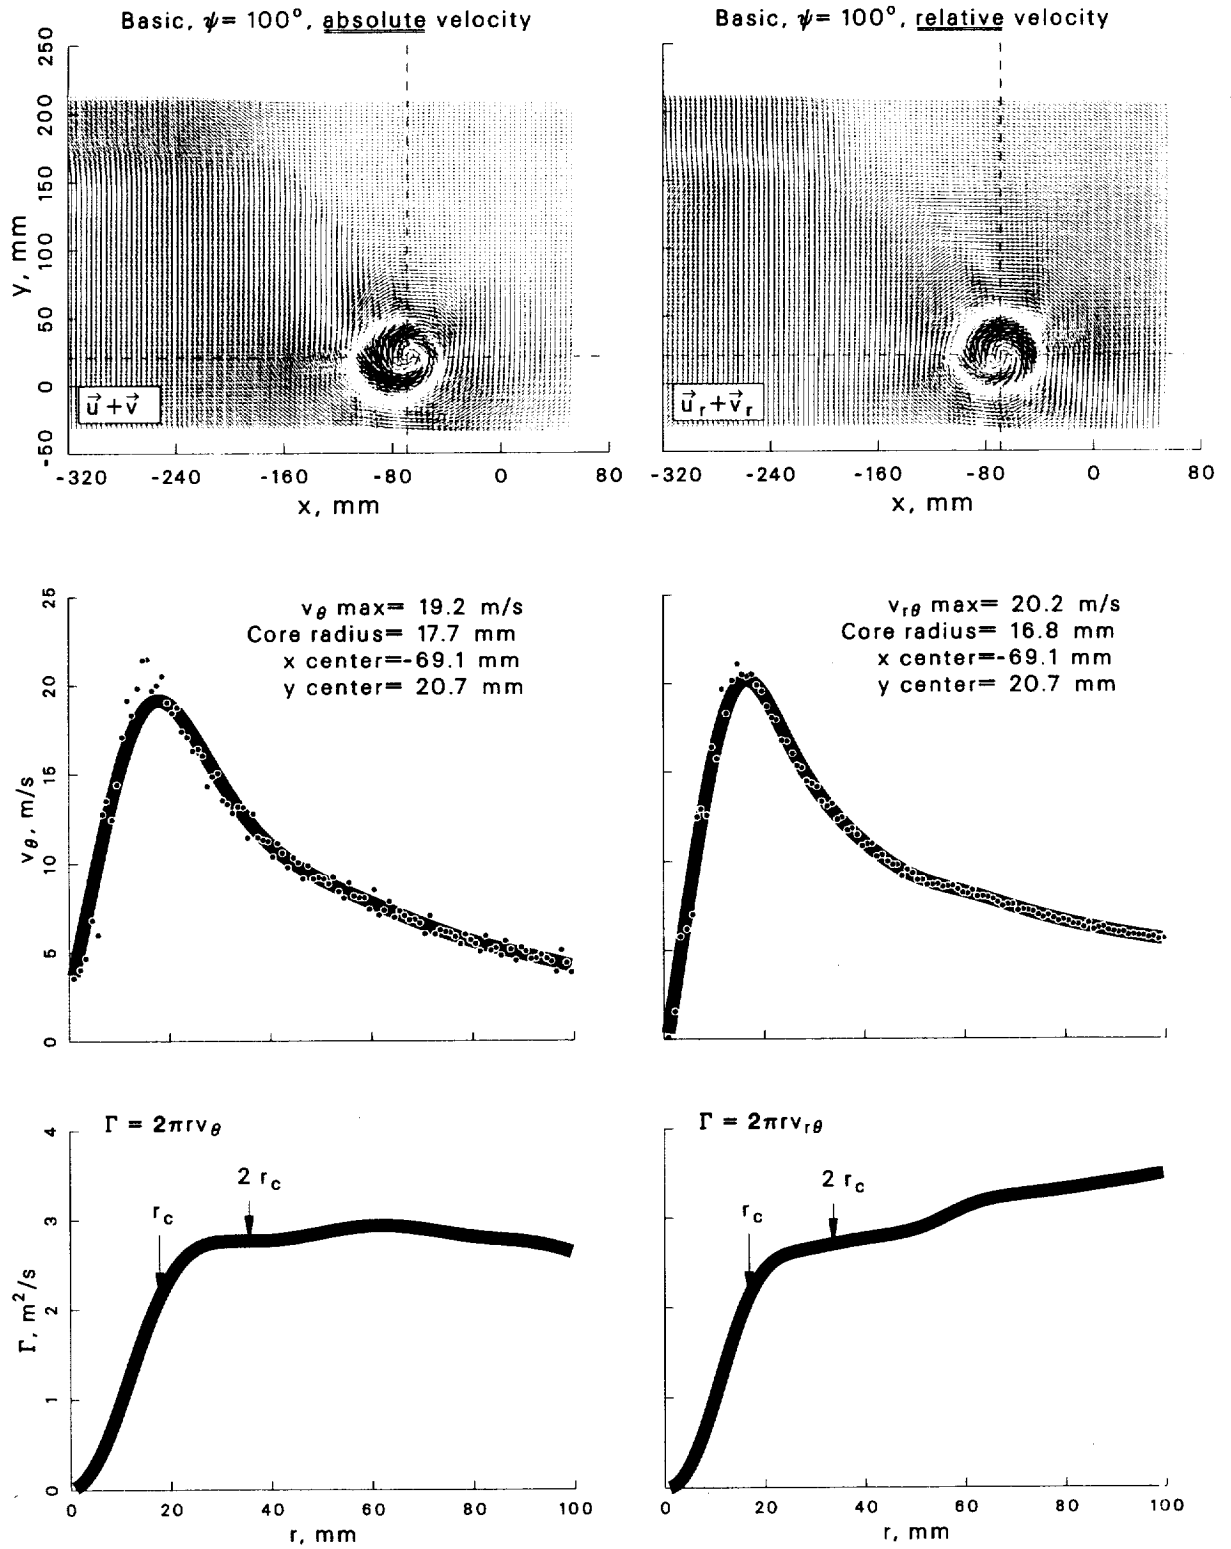 Basic, ψ= 100°, absolute velocity
250
200
150
100
50
0
-50
y, mm
u⃗ + v⃗
-320
-240
-160
-80
0
80
x, mm
Basic, ψ= 100°, relative velocity
u⃗r + v⃗r
-320
-240
-160
-80
0
80
x, mm
25
20
15
10
5
0
vθ, m/s
vθ max= 19.2 m/s
Core radius= 17.7 mm
x center=-69.1 mm
y center= 20.7 mm
vrθ max= 20.2 m/s
Core radius= 16.8 mm
x center=-69.1 mm
y center= 20.7 mm
Γ = 2πrvθ
4
3
2
1
0
Γ, m²/s
rc
2 rc
0
20
40
60
80
100
r, mm
Γ = 2πrvrθ
rc
2 rc
0
20
40
60
80
100
r, mm